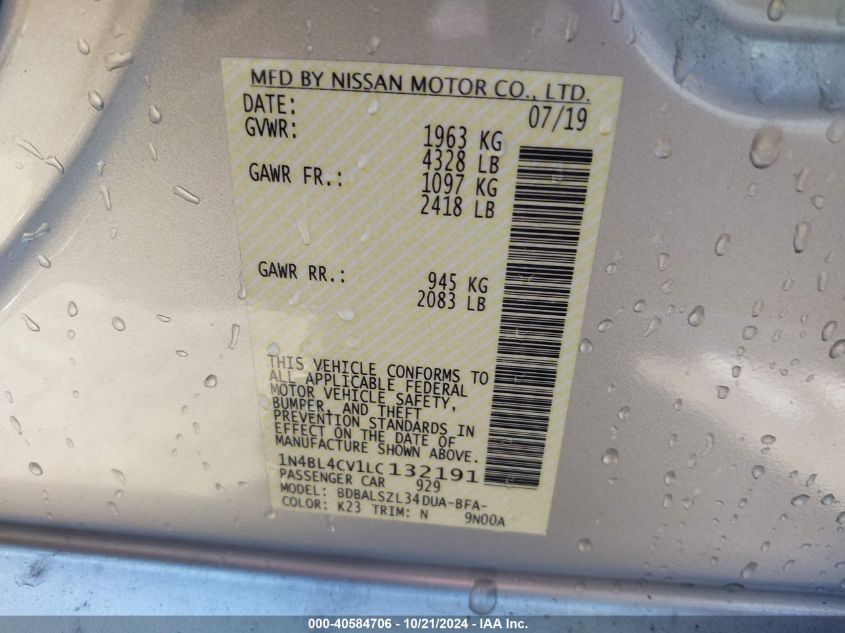 MFD BY NISSAN MOTOR CO., LTD.
DATE: 07/19
GVWR: 1963 KG
4328 LB
GAWR FR.: 1097 KG
2418 LB
GAWR RR.: 945 KG
2083 LB
THIS VEHICLE CONFORMS TO
ALL APPLICABLE FEDERAL
MOTOR VEHICLE SAFETY,
BUMPER, AND THEFT
PREVENTION STANDARDS IN
EFFECT ON THE DATE OF
MANUFACTURE SHOWN ABOVE.
1N4BL4CV1LC132191
PASSENGER CAR 929
MODEL: BDBALSZL34DUA-BFA-
COLOR: K23 TRIM: N 9N00A
000-40584706 - 10/21/2024 - IAA Inc.